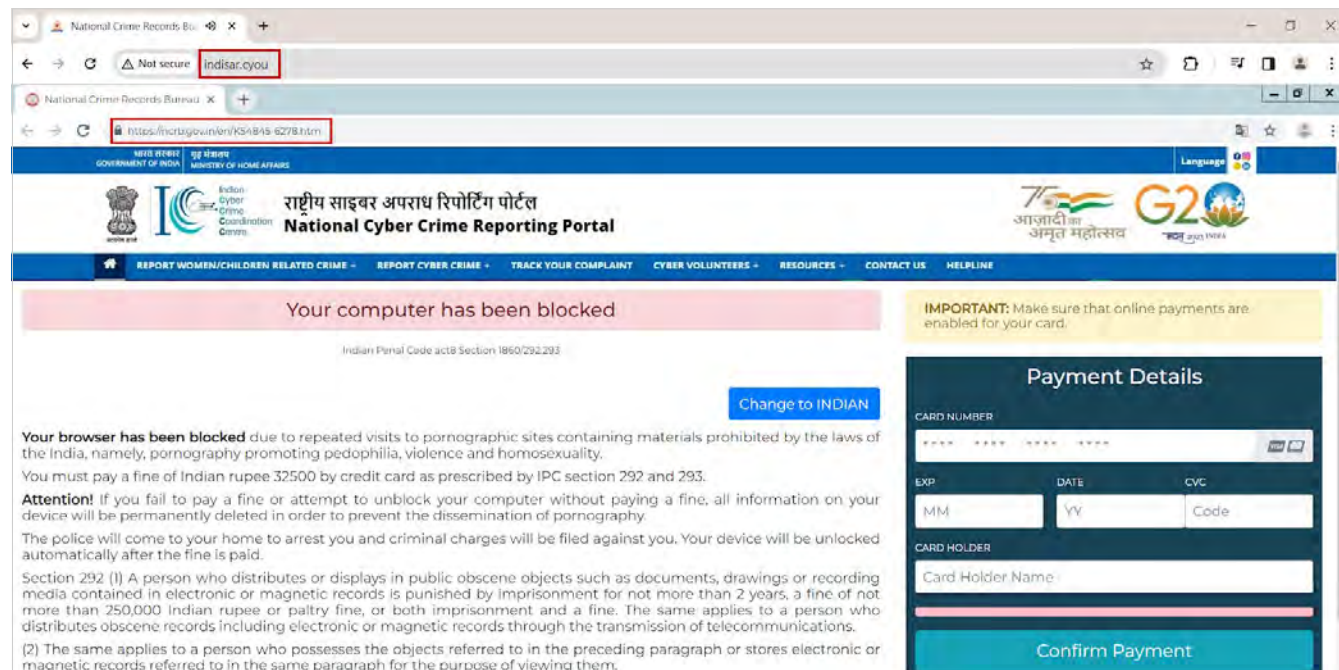 National Crime Records Bu
Not secure indisar.cyou
National Crime Records Bureau
https://ncrb.gov.in/en/KS4845-6278.htm
भारत सरकार गृह मंत्रालय
GOVERNMENT OF INDIA MINISTRY OF HOME AFFAIRS
Language
Indian
Cyber
Crime
Coordination
Centre
राष्ट्रीय साइबर अपराध रिपोर्टिंग पोर्टल
National Cyber Crime Reporting Portal
आज़ादी का
अमृत महोत्सव
G20
REPORT WOMEN/CHILDREN RELATED CRIME REPORT CYBER CRIME TRACK YOUR COMPLAINT CYBER VOLUNTEERS RESOURCES CONTACT US HELPLINE
Your computer has been blocked
Indian Penal Code act8 Section 1860/292,293
Change to INDIAN
Your browser has been blocked due to repeated visits to pornographic sites containing materials prohibited by the laws of
the India, namely, pornography promoting pedophilia, violence and homosexuality.
You must pay a fine of Indian rupee 32500 by credit card as prescribed by IPC section 292 and 293.
Attention! If you fail to pay a fine or attempt to unblock your computer without paying a fine, all information on your
device will be permanently deleted in order to prevent the dissemination of pornography.
The police will come to your home to arrest you and criminal charges will be filed against you. Your device will be unlocked
automatically after the fine is paid.
Section 292 (1) A person who distributes or displays in public obscene objects such as documents, drawings or recording
media contained in electronic or magnetic records is punished by imprisonment for not more than 2 years, a fine of not
more than 250,000 Indian rupee or paltry fine, or both imprisonment and a fine. The same applies to a person who
distributes obscene records including electronic or magnetic records through the transmission of telecommunications.
(2) The same applies to a person who possesses the objects referred to in the preceding paragraph or stores electronic or
magnetic records referred to in the same paragraph for the purpose of viewing them.
IMPORTANT: Make sure that online payments are
enabled for your card.
Payment Details
CARD NUMBER
**** **** **** ****
EXP DATE CVC
MM YY Code
CARD HOLDER
Card Holder Name
Confirm Payment